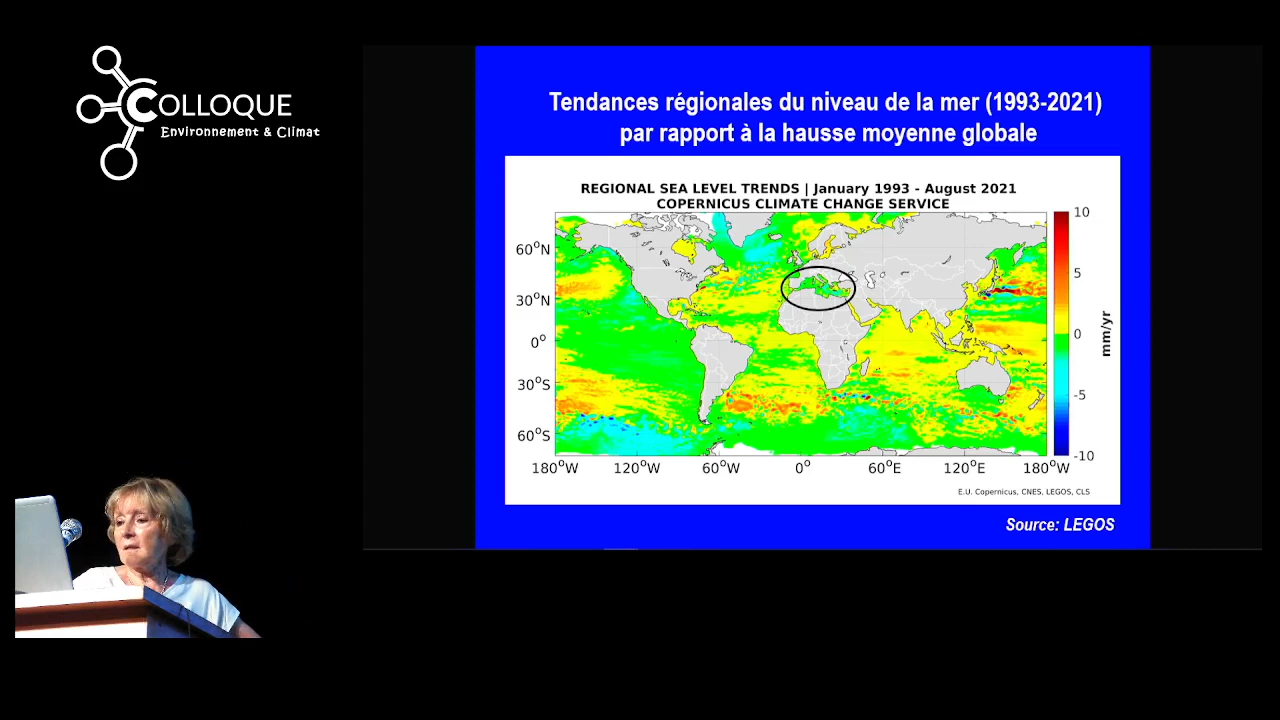 COLLOQUE
Environnement & Climat
Tendances régionales du niveau de la mer (1993-2021)
par rapport à la hausse moyenne globale
REGIONAL SEA LEVEL TRENDS | January 1993 - August 2021
COPERNICUS CLIMATE CHANGE SERVICE
60°N
30°N
0°
30°S
60°S
180°W 120°W 60°W 0° 60°E 120°E 180°W
10
5
0
-5
-10
mm/yr
E.U. Copernicus, CNES, LEGOS, CLS
Source: LEGOS